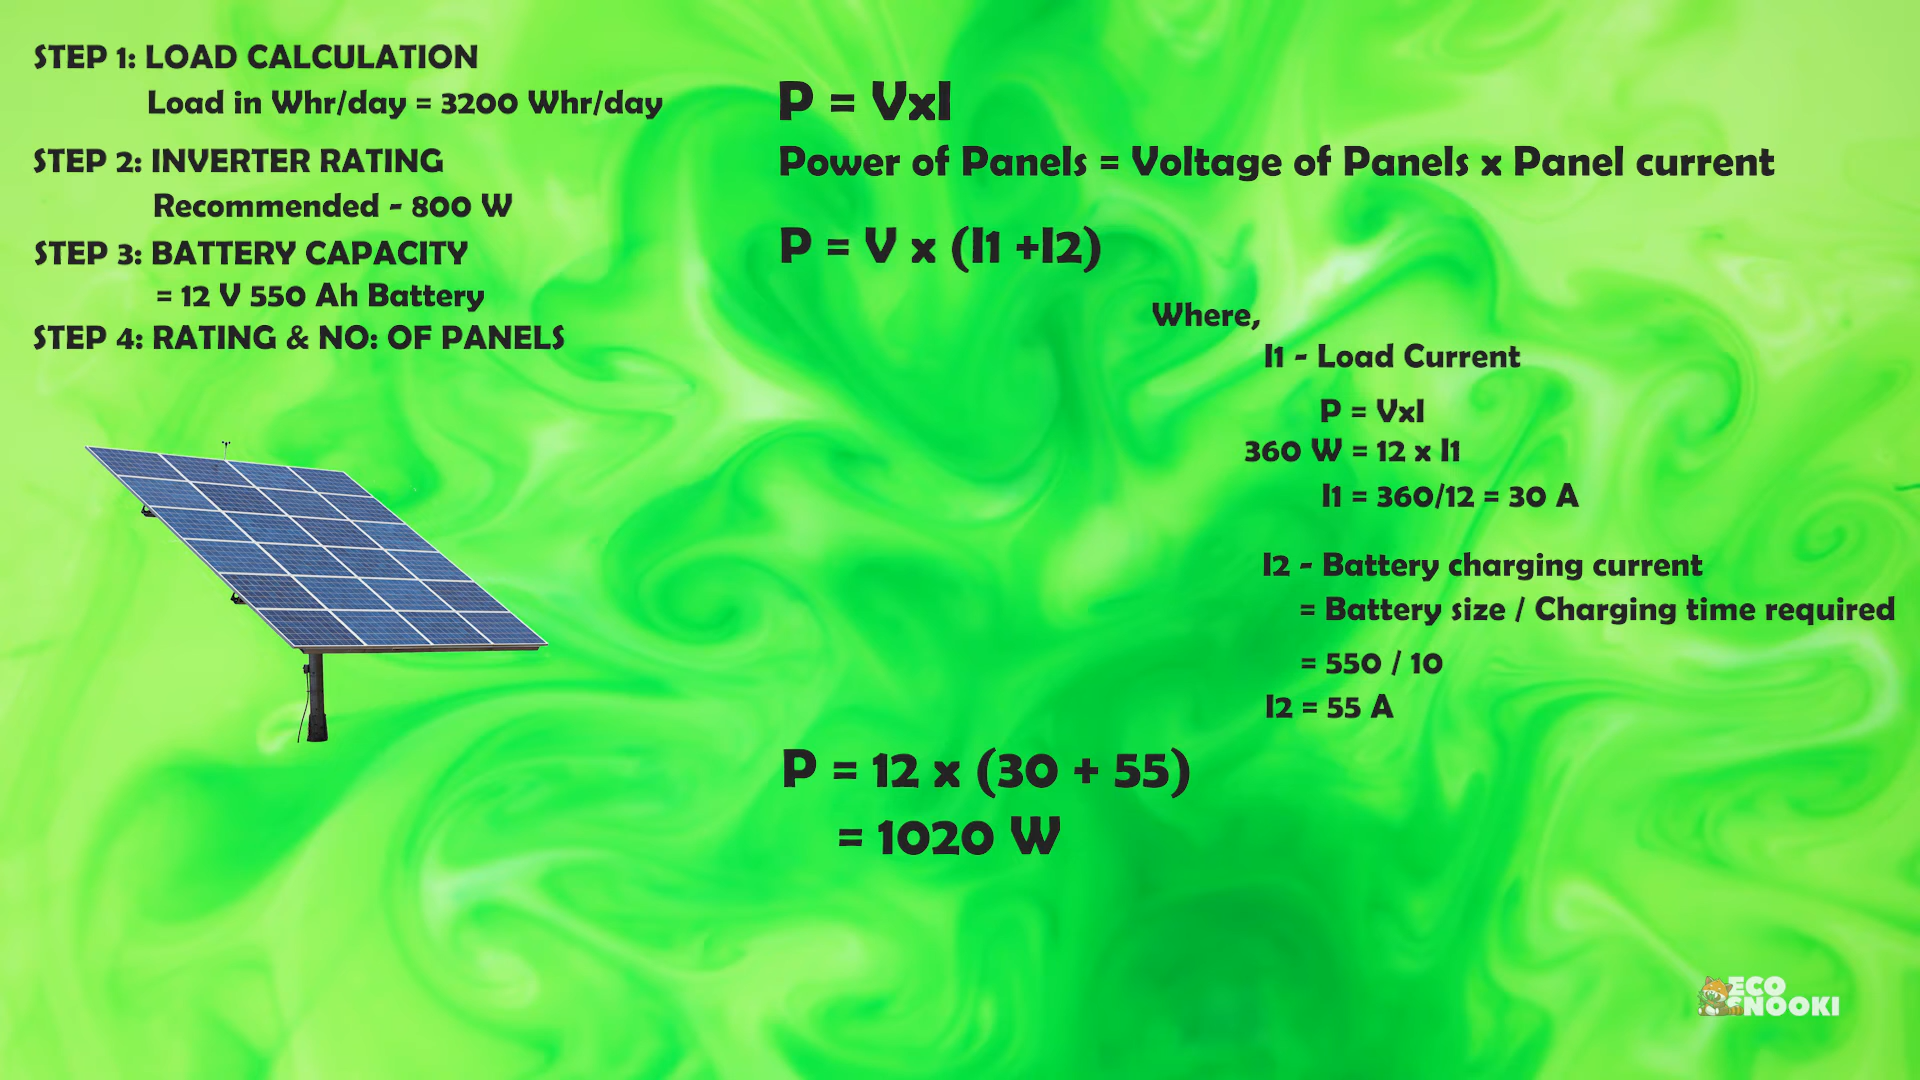 STEP 1: LOAD CALCULATION
Load in Whr/day = 3200 Whr/day
STEP 2: INVERTER RATING
Recommended - 800 W
STEP 3: BATTERY CAPACITY
= 12 V 550 Ah Battery
STEP 4: RATING & NO: OF PANELS
P = VxI
Power of Panels = Voltage of Panels x Panel current
P = V x (I1 +I2)
Where,
I1 - Load Current
P = VxI
360 W = 12 x I1
I1 = 360/12 = 30 A
I2 - Battery charging current
= Battery size / Charging time required
= 550 / 10
I2 = 55 A
P = 12 x (30 + 55)
= 1020 W
ECO
SNOOKI